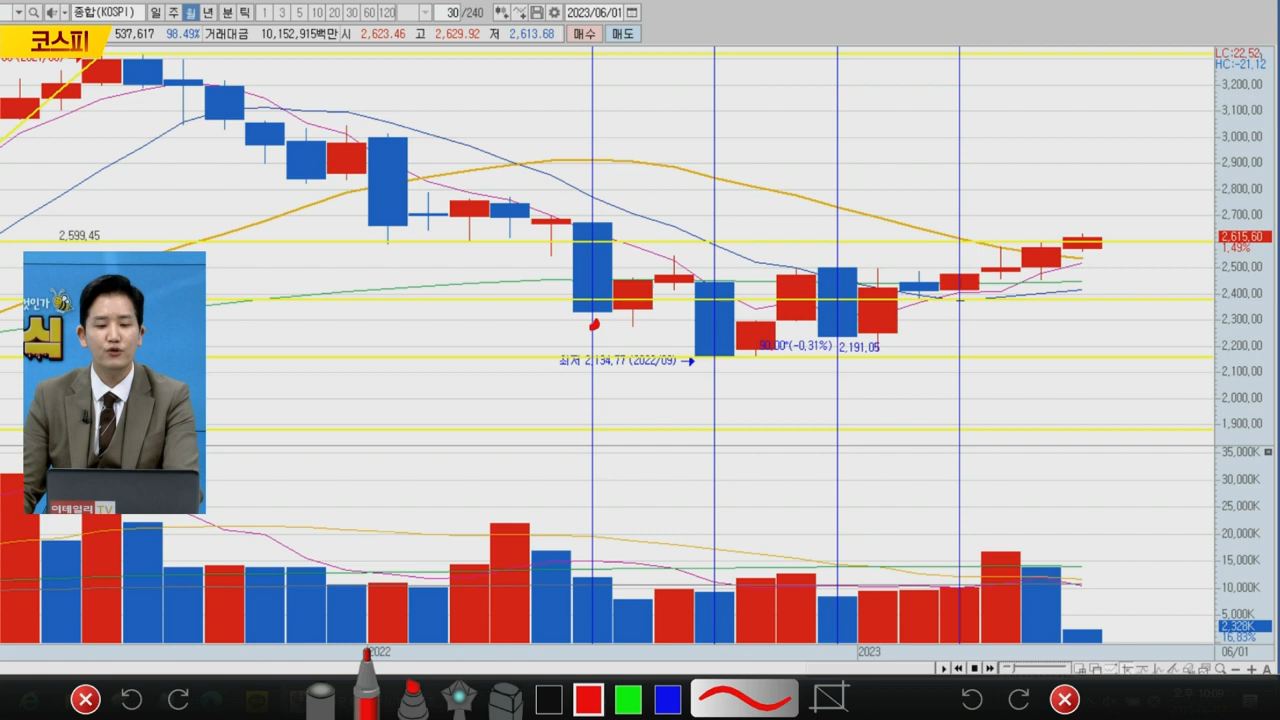 종합(KOSPI) 일 주 월 년 분 틱 1 3 5 10 20 30 60 120 30 /240 2023/06/01
코스피
537,617 98.49% 거래대금 10,152,915백만 시 2,623.46 고 2,629.92 저 2,613.68 매수 매도
LC:22,52
HC:-21,12
3,200,00
3,100,00
3,000,00
2,900,00
2,800,00
2,700,00
2,599,45
2,615,60
1,49%
2,500,00
2,400,00
2,300,00
2,200,00
90,00°(-0,31%) 2,191,05
최저 2,134,77 (2022/09)
2,100,00
2,000,00
1,900,00
35,000K
30,000K
25,000K
20,000K
15,000K
10,000K
5,000K
2,328K
16,83%
것인가
식
이데일리TV
2022
2023
06/01